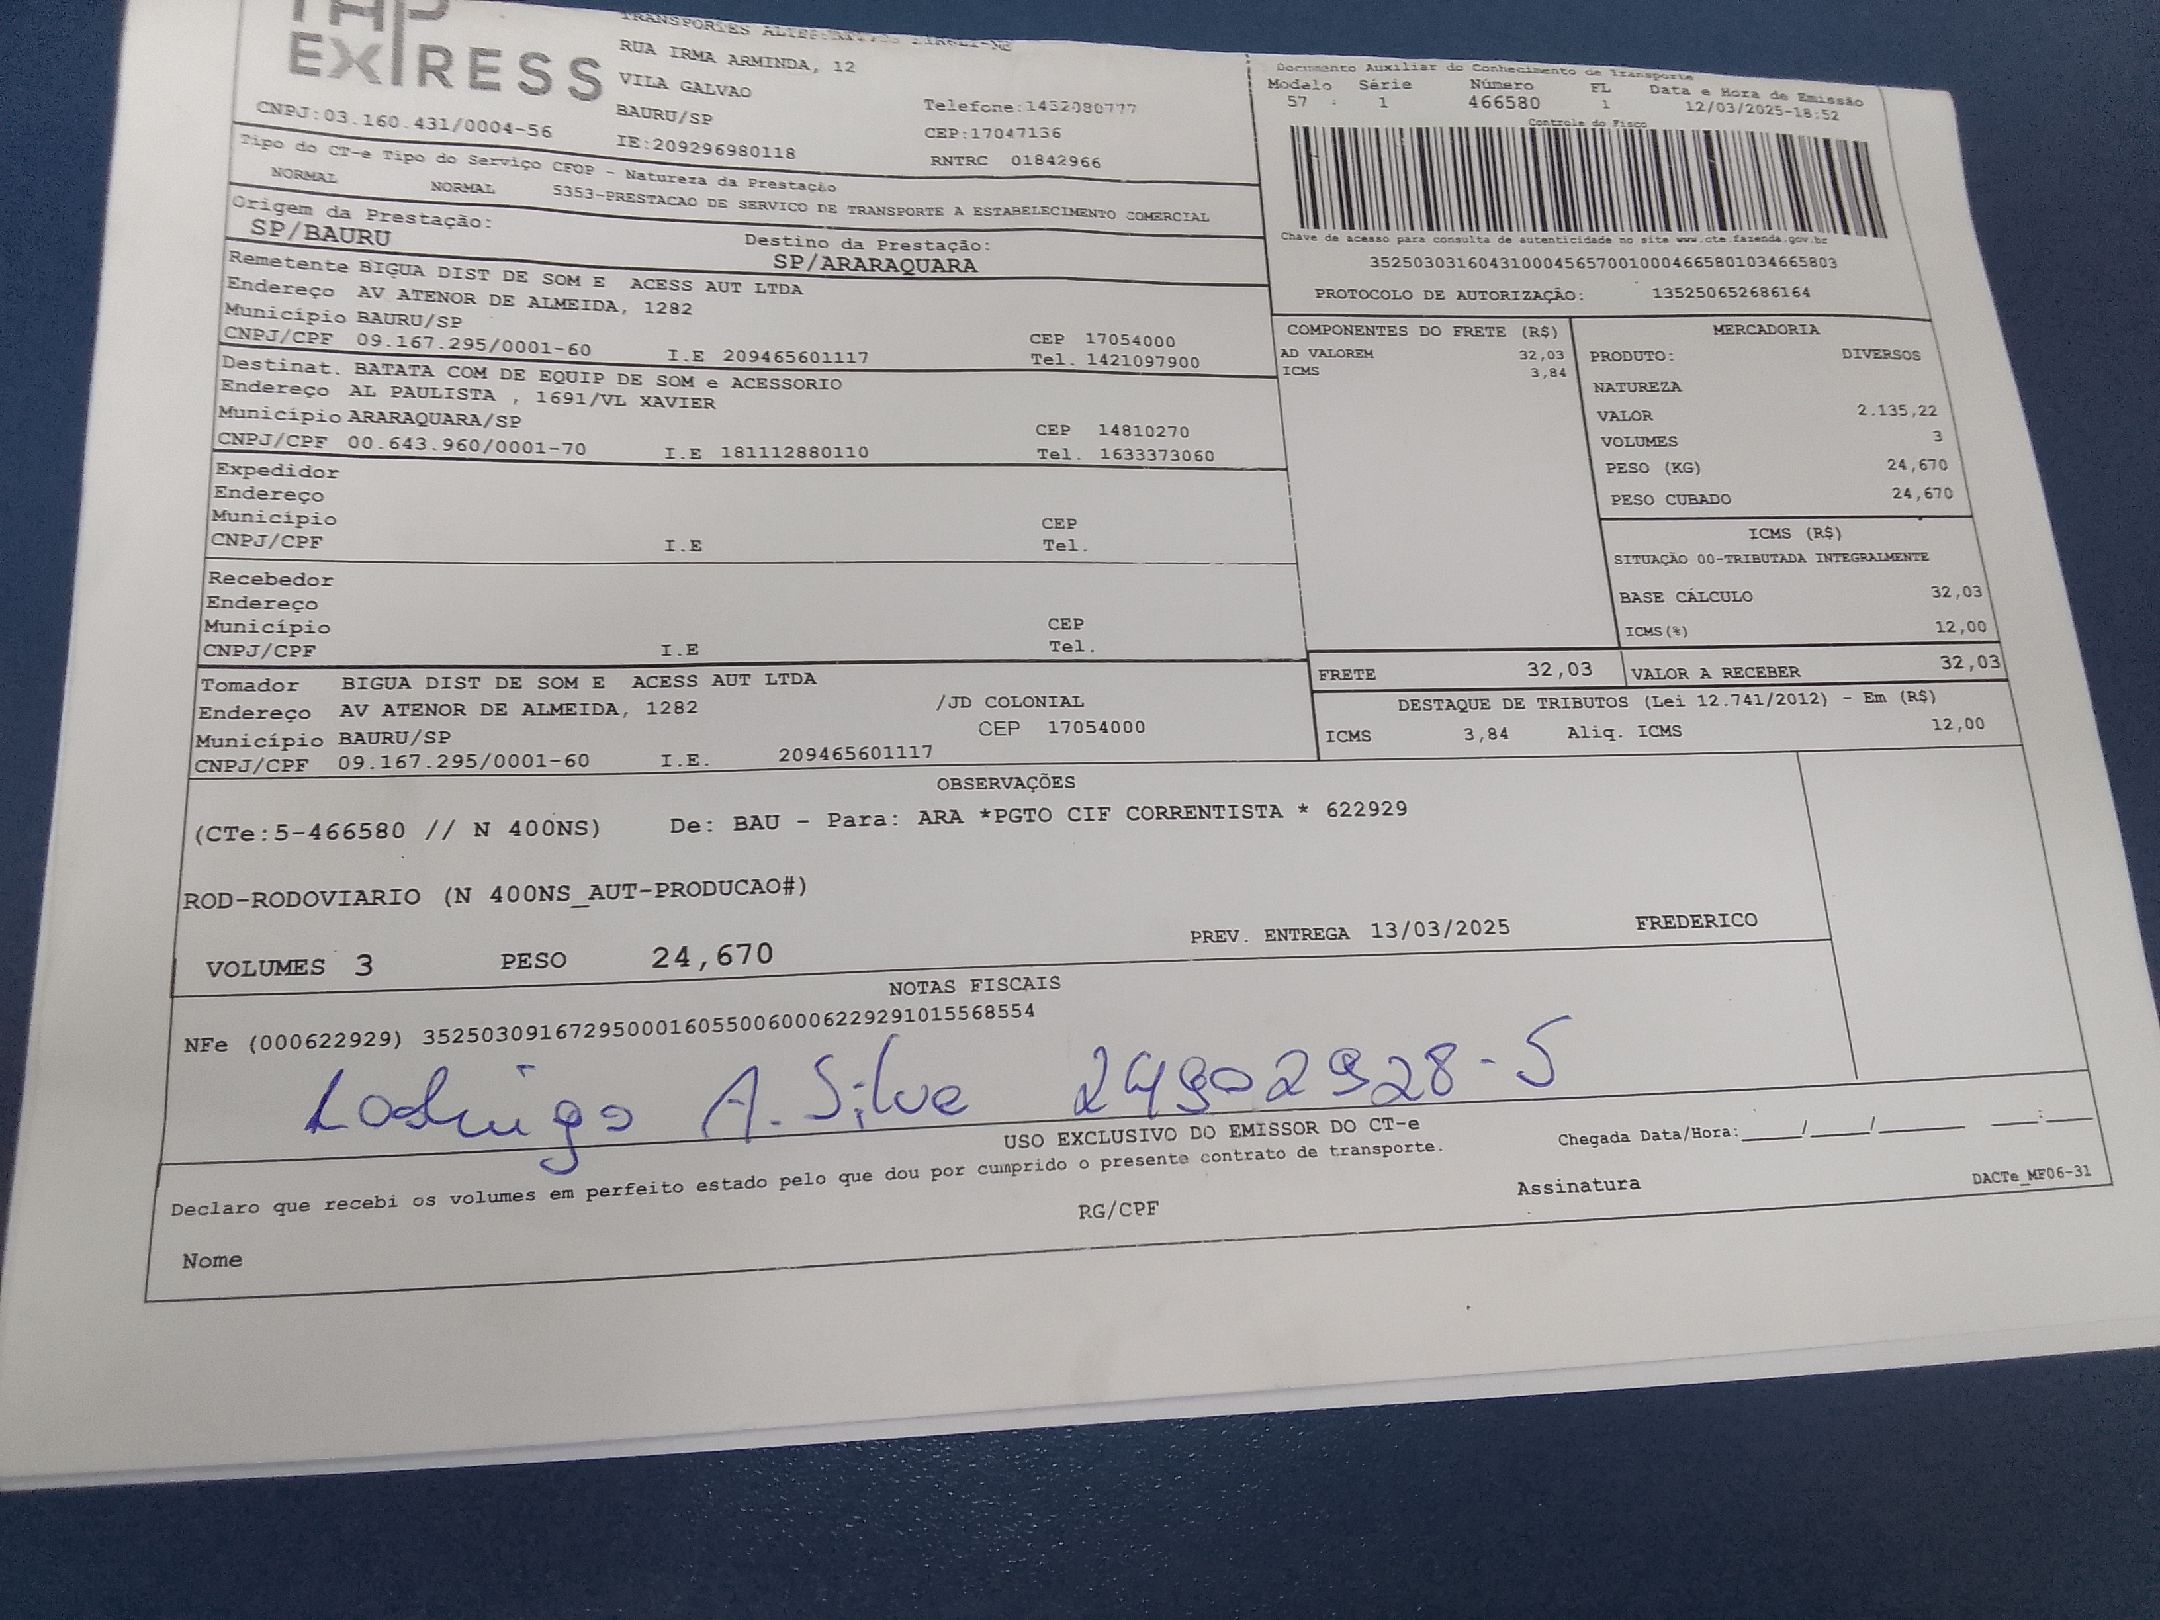 EXPRESS
TRANSPORTES
RUA IRMA ARMINDA, 12
VILA GALVAO
BAURU/SP
IE:209296980118
Telefone:1432080777
CEP:17047136
RNTRC 01842966
CNPJ:03.160.431/0004-56
Documento Auxiliar do Conhecimento de Transporte
Modelo Série Número FL Data e Hora de Emissão
57 1 466580 1 12/03/2025-18:52
Controle do Fisco
Chave de acesso para consulta de autenticidade no site www.cte.fazenda.gov.br
35250303160431000456570010004665801034665803
PROTOCOLO DE AUTORIZAÇÃO: 135250652686164
Tipo do CT-e Tipo do Serviço CFOP - Natureza da Prestação
NORMAL NORMAL 5353-PRESTACAO DE SERVICO DE TRANSPORTE A ESTABELECIMENTO COMERCIAL
Origem da Prestação: Destino da Prestação:
SP/BAURU SP/ARARAQUARA
Remetente BIGUA DIST DE SOM E ACESS AUT LTDA
Endereço AV ATENOR DE ALMEIDA, 1282
Município BAURU/SP CEP 17054000
CNPJ/CPF 09.167.295/0001-60 I.E 209465601117 Tel. 1421097900
Destinat. BATATA COM DE EQUIP DE SOM e ACESSORIO
Endereço AL PAULISTA , 1691/VL XAVIER
Município ARARAQUARA/SP CEP 14810270
CNPJ/CPF 00.643.960/0001-70 I.E 181112880110 Tel. 1633373060
Expedidor
Endereço
Município CEP
CNPJ/CPF I.E Tel.
Recebedor
Endereço
Município CEP
CNPJ/CPF I.E Tel.
Tomador BIGUA DIST DE SOM E ACESS AUT LTDA
Endereço AV ATENOR DE ALMEIDA, 1282 /JD COLONIAL
Município BAURU/SP CEP 17054000
CNPJ/CPF 09.167.295/0001-60 I.E. 209465601117
COMPONENTES DO FRETE (R$)
AD VALOREM 32,03
ICMS 3,84
MERCADORIA
PRODUTO: DIVERSOS
NATUREZA
VALOR 2.135,22
VOLUMES 3
PESO (KG) 24,670
PESO CUBADO 24,670
ICMS (R$)
SITUAÇÃO 00-TRIBUTADA INTEGRALMENTE
BASE CÁLCULO 32,03
ICMS(%) 12,00
FRETE 32,03 VALOR A RECEBER 32,03
DESTAQUE DE TRIBUTOS (Lei 12.741/2012) - Em (R$)
ICMS 3,84 Aliq. ICMS 12,00
OBSERVAÇÕES
(CTe:5-466580 // N 400NS) De: BAU - Para: ARA *PGTO CIF CORRENTISTA * 622929
ROD-RODOVIARIO (N 400NS_AUT-PRODUCAO#)
VOLUMES 3 PESO 24,670 PREV. ENTREGA 13/03/2025 FREDERICO
NOTAS FISCAIS
NFe (000622929) 35250309167295000160550060006229291015568554
Rodrigo A. Silva 24902928-5
USO EXCLUSIVO DO EMISSOR DO CT-e
Declaro que recebi os volumes em perfeito estado pelo que dou por cumprido o presente contrato de transporte.
Chegada Data/Hora:____/____/______ ___:___
Nome RG/CPF Assinatura
DACTe_MF06-31